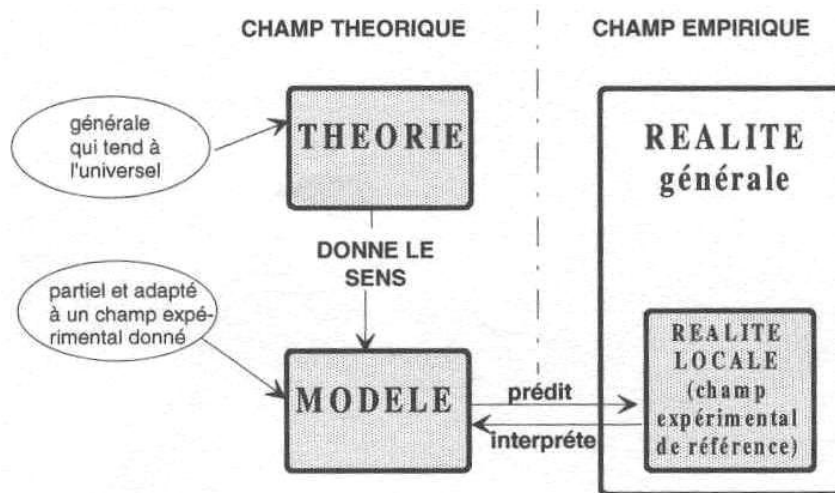 CHAMP THEORIQUE
CHAMP EMPIRIQUE
générale
qui tend à
l'universel
THEORIE
REALITE
générale
DONNE LE
SENS
partiel et adapté
à un champ expé-
rimental donné
MODELE
prédit
interpréte
REALITE
LOCALE
(champ
expérimental
de référence)